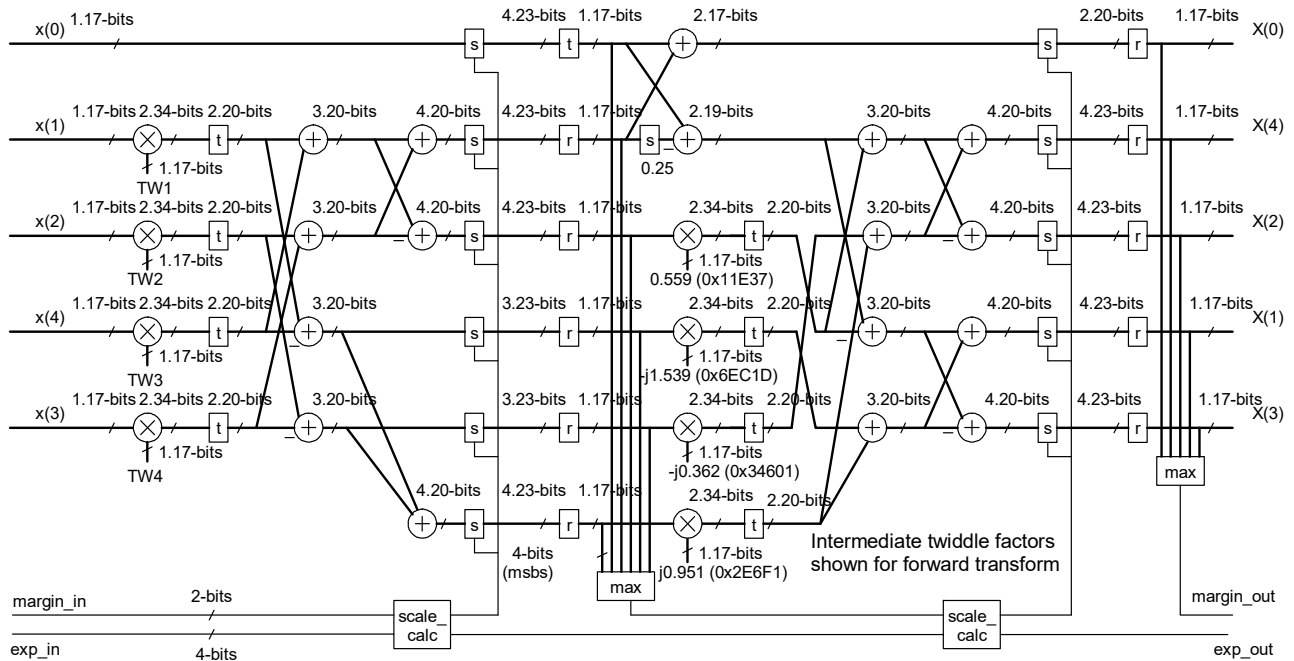 1.17-bits 4.23-bits 1.17-bits 2.17-bits 2.20-bits 1.17-bits
x(0) s t + s r X(0)
1.17-bits 2.34-bits 2.20-bits 3.20-bits 4.20-bits 4.23-bits 1.17-bits 2.19-bits 3.20-bits 4.20-bits 4.23-bits 1.17-bits
x(1) t + + s r s + + + s r X(4)
1.17-bits – 0.25
TW1
1.17-bits 2.34-bits 2.20-bits 3.20-bits 4.20-bits 4.23-bits 1.17-bits 2.34-bits 2.20-bits 3.20-bits 4.20-bits 4.23-bits 1.17-bits
x(2) t + – + s r t + – + s r X(2)
1.17-bits 1.17-bits
TW2 0.559 (0x11E37)
1.17-bits 2.34-bits 2.20-bits 3.20-bits 3.23-bits 1.17-bits 2.34-bits 2.20-bits 3.20-bits 4.20-bits 4.23-bits 1.17-bits
x(4) t – + s r t – + + s r X(1)
1.17-bits 1.17-bits
TW3 -j1.539 (0x6EC1D)
1.17-bits 2.34-bits 2.20-bits 3.20-bits 3.23-bits 1.17-bits 2.34-bits 2.20-bits 3.20-bits 4.20-bits 4.23-bits 1.17-bits
x(3) t – + s r t + – + s r X(3)
1.17-bits 1.17-bits
TW4 -j0.362 (0x34601) max
4.20-bits 4.23-bits 1.17-bits 2.34-bits 2.20-bits
+ s r t
4-bits 1.17-bits
(msbs) j0.951 (0x2E6F1)
max
Intermediate twiddle factors
shown for forward transform
margin_in 2-bits margin_out
scale_ scale_
calc calc
exp_in 4-bits exp_out